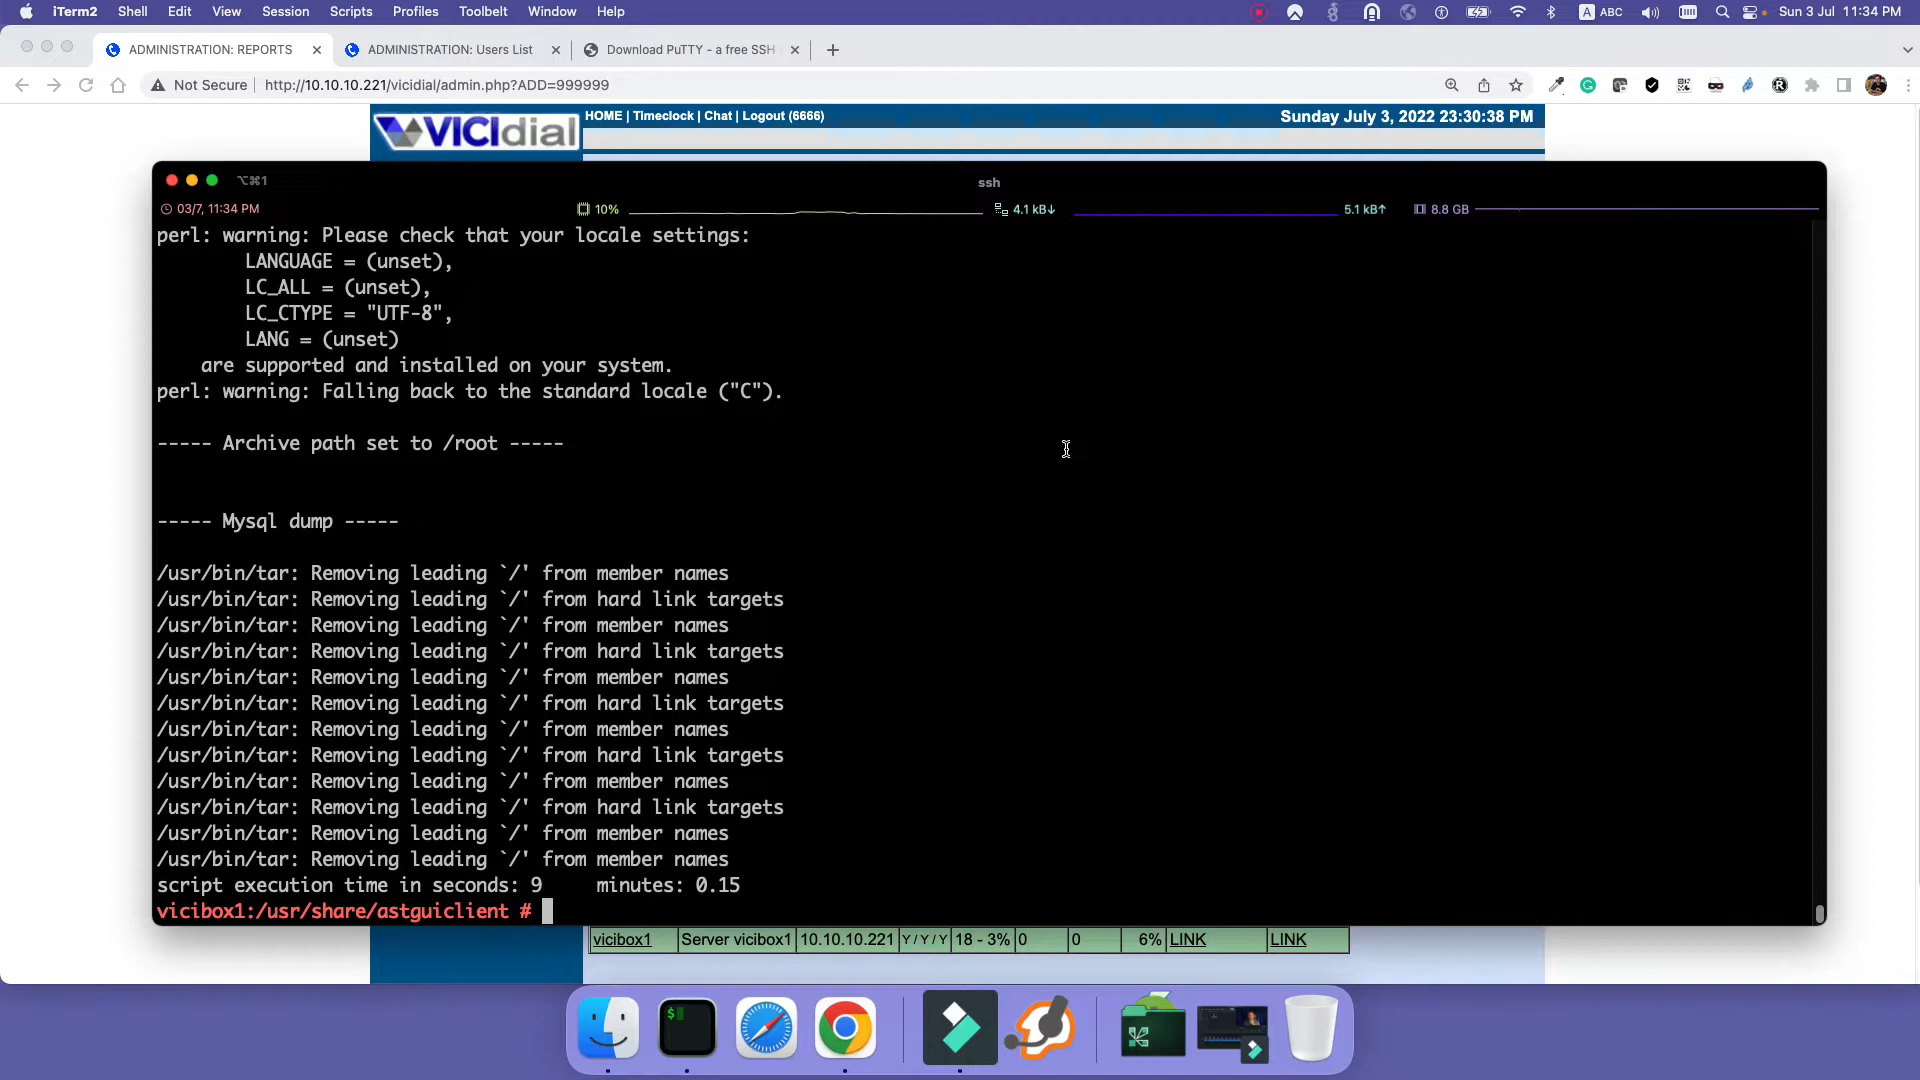 iTerm2 Shell Edit View Session Scripts Profiles Toolbelt Window Help A ABC Sun 3 Jul 11:34 PM
ADMINISTRATION: REPORTS ADMINISTRATION: Users List Download PuTTY - a free SSH
Not Secure http://10.10.10.221/vicidial/admin.php?ADD=999999
VICIdial HOME | Timeclock | Chat | Logout (6666) Sunday July 3, 2022 23:30:38 PM
⌥⌘1 ssh
03/7, 11:34 PM 10% 4.1 kB↓ 5.1 kB↑ 8.8 GB
perl: warning: Please check that your locale settings:
LANGUAGE = (unset),
LC_ALL = (unset),
LC_CTYPE = "UTF-8",
LANG = (unset)
are supported and installed on your system.
perl: warning: Falling back to the standard locale ("C").
----- Archive path set to /root -----
----- Mysql dump -----
/usr/bin/tar: Removing leading `/' from member names
/usr/bin/tar: Removing leading `/' from hard link targets
/usr/bin/tar: Removing leading `/' from member names
/usr/bin/tar: Removing leading `/' from hard link targets
/usr/bin/tar: Removing leading `/' from member names
/usr/bin/tar: Removing leading `/' from hard link targets
/usr/bin/tar: Removing leading `/' from member names
/usr/bin/tar: Removing leading `/' from hard link targets
/usr/bin/tar: Removing leading `/' from member names
/usr/bin/tar: Removing leading `/' from hard link targets
/usr/bin/tar: Removing leading `/' from member names
/usr/bin/tar: Removing leading `/' from member names
script execution time in seconds: 9     minutes: 0.15
vicibox1:/usr/share/astguiclient #
vicibox1 Server vicibox1 10.10.10.221 Y / Y / Y 18 - 3% 0 0 6% LINK LINK
$